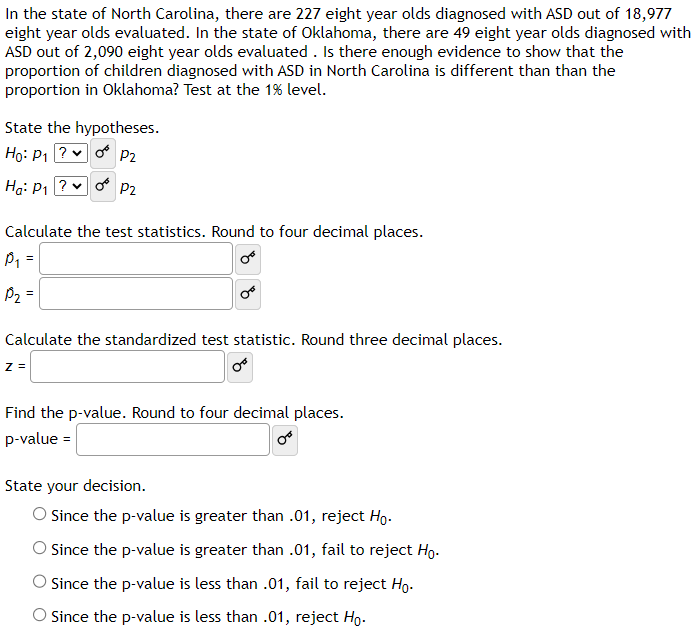 In the state of North Carolina, there are 227 eight year olds diagnosed with ASD out of 18,977
eight year olds evaluated. In the state of Oklahoma, there are 49 eight year olds diagnosed with
ASD out of 2,090 eight year olds evaluated . Is there enough evidence to show that the
proportion of children diagnosed with ASD in North Carolina is different than than the
proportion in Oklahoma? Test at the 1% level.
State the hypotheses.
H₀: p₁ ? p₂
Hₐ: p₁ ? p₂
Calculate the test statistics. Round to four decimal places.
p̂₁ =
p̂₂ =
Calculate the standardized test statistic. Round three decimal places.
z =
Find the p-value. Round to four decimal places.
p-value =
State your decision.
Since the p-value is greater than .01, reject H₀.
Since the p-value is greater than .01, fail to reject H₀.
Since the p-value is less than .01, fail to reject H₀.
Since the p-value is less than .01, reject H₀.